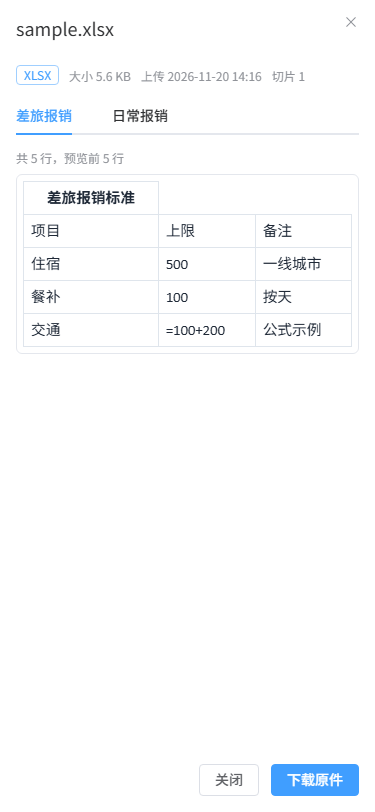 sample.xlsx
XLSX 大小 5.6 KB 上传 2026-11-20 14:16 切片 1
差旅报销 日常报销
共 5 行，预览前 5 行
差旅报销标准
项目 上限 备注
住宿 500 一线城市
餐补 100 按天
交通 =100+200 公式示例
关闭 下载原件